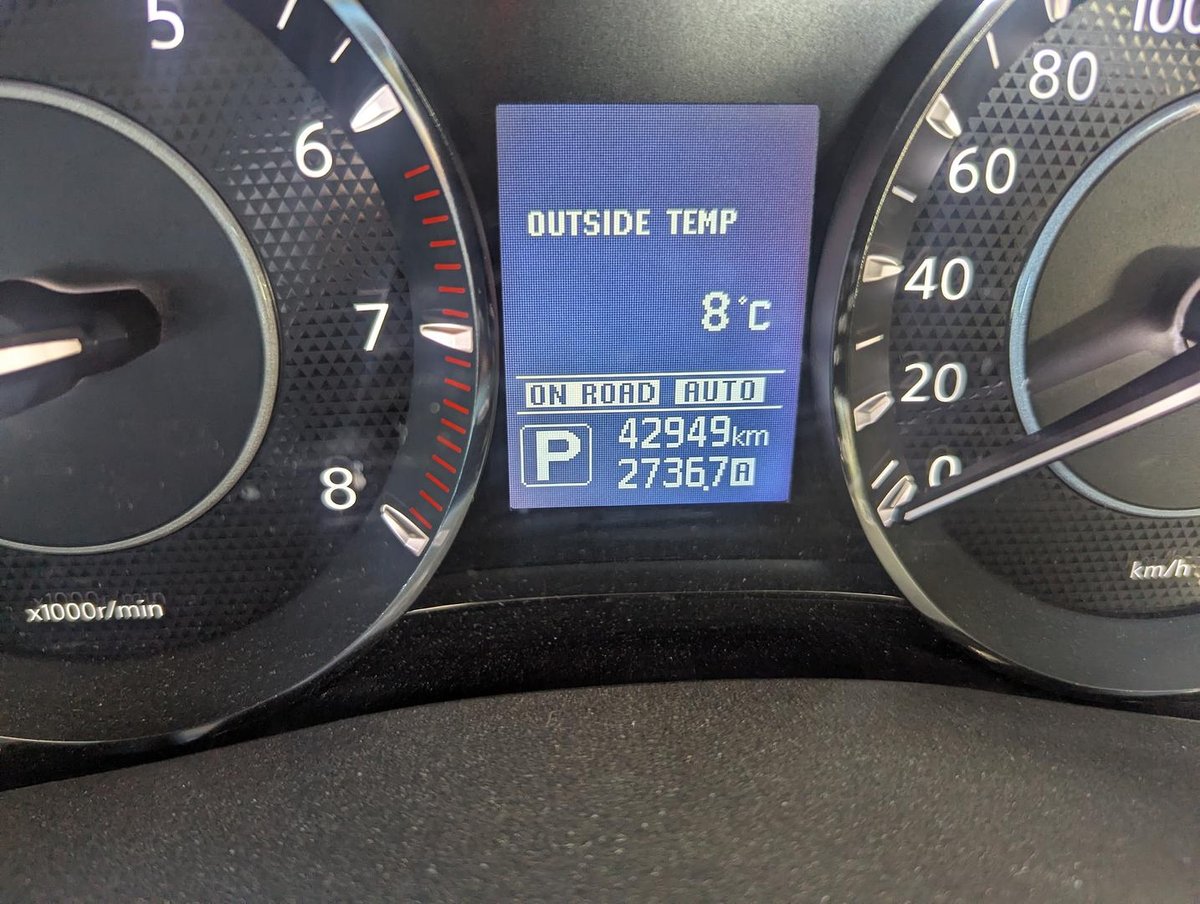 5
6
7
8
x1000r/min
OUTSIDE TEMP
8°C
ON ROAD AUTO
P
42949km
2736.7 A
100
80
60
40
20
0
km/h